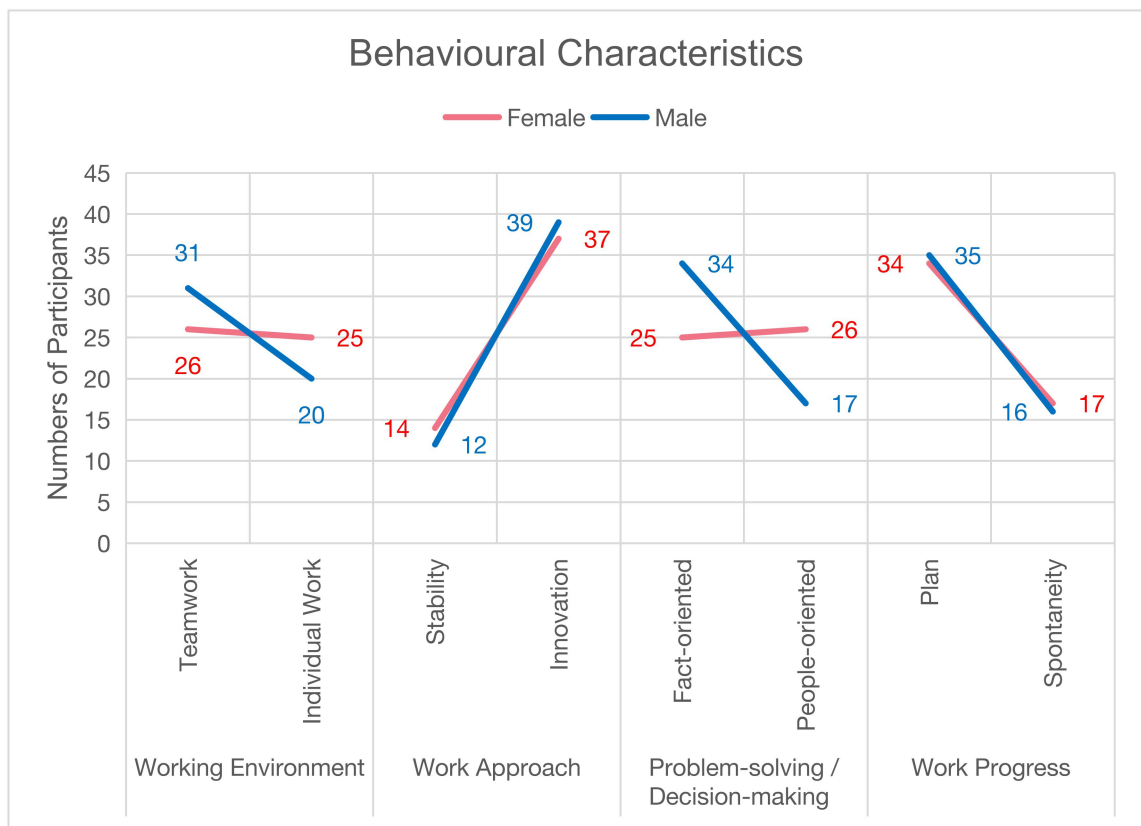 Behavioural Characteristics
Female Male
Numbers of Participants
45
40
35
30
25
20
15
10
5
0
31
26
25
20
14
12
39
37
25
34
26
17
34
35
16
17
Teamwork
Individual Work
Stability
Innovation
Fact-oriented
People-oriented
Plan
Spontaneity
Working Environment
Work Approach
Problem-solving /
Decision-making
Work Progress